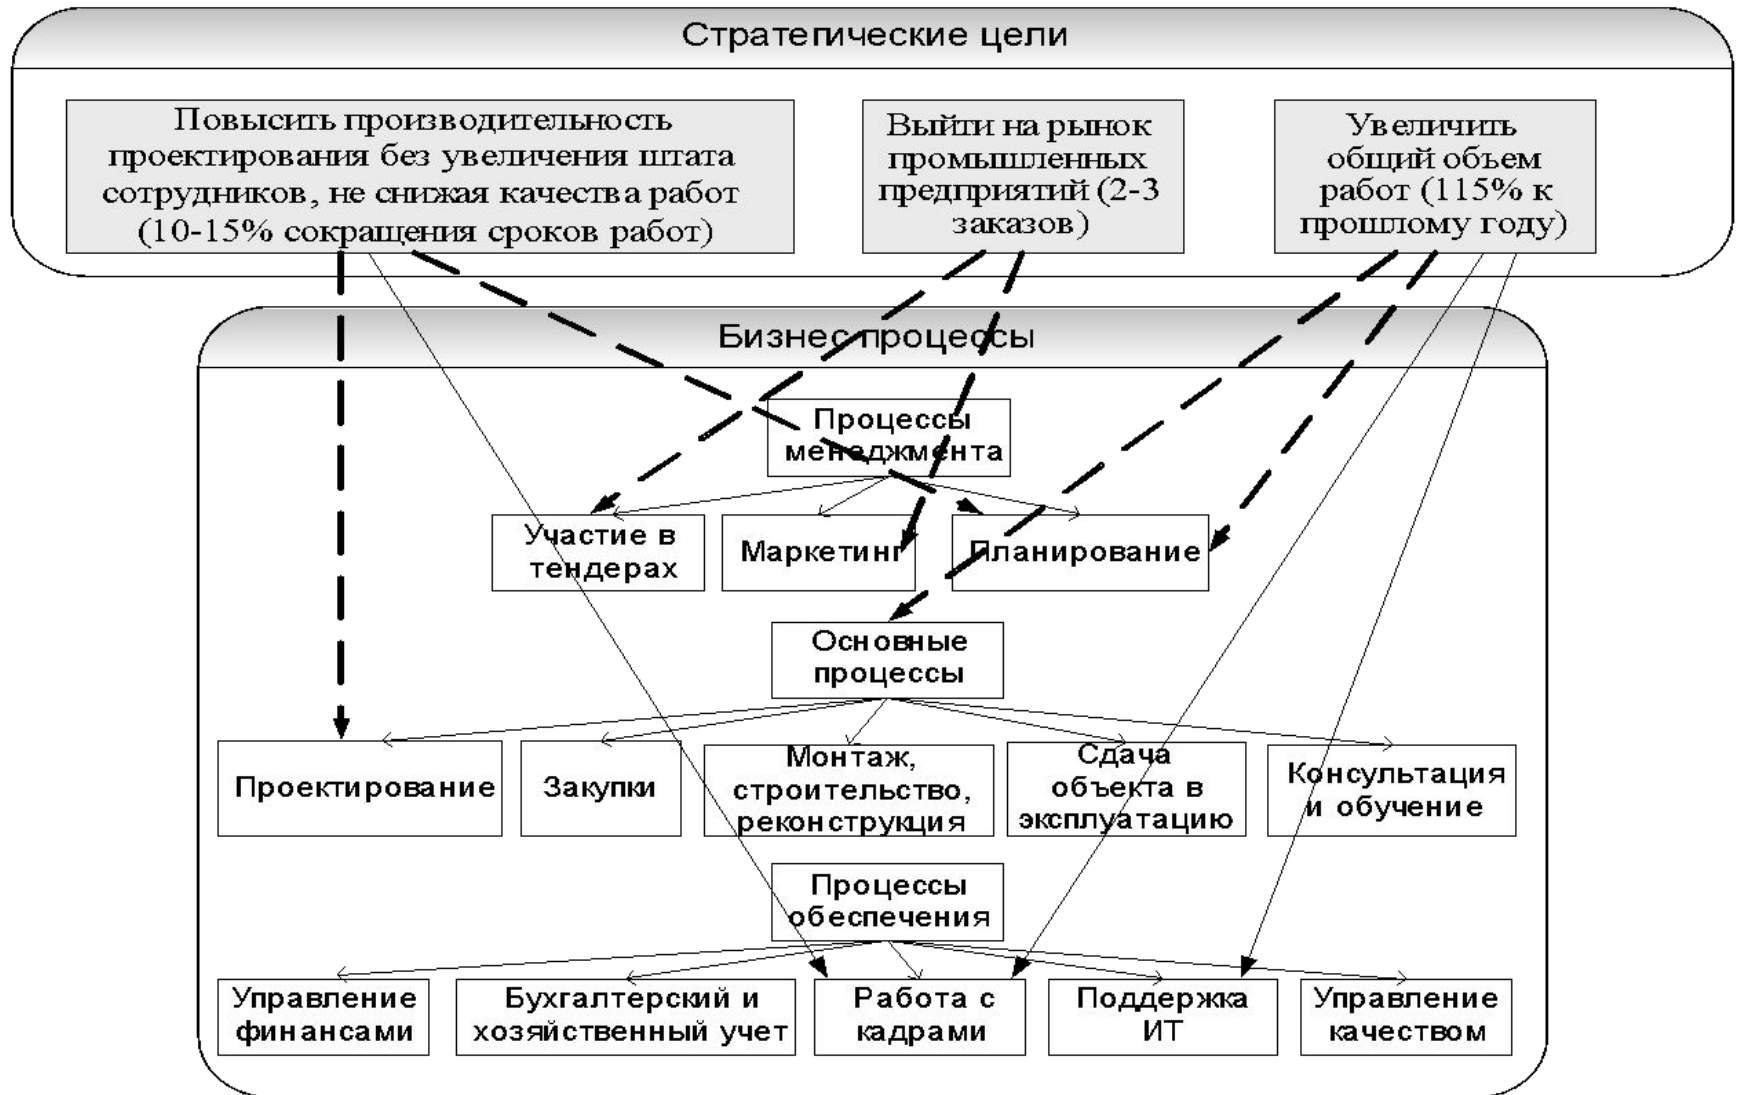 Стратегические цели
Повысить производительность
проектирования без увеличения штата
сотрудников, не снижая качества работ
(10-15% сокращения сроков работ)
Выйти на рынок
промышленных
предприятий (2-3
заказов)
Увеличить
общий объем
работ (115% к
прошлому году)
Бизнес процессы
Процессы
менеджмента
Участие в
тендерах
Маркетинг
Планирование
Основные
процессы
Проектирование
Закупки
Монтаж,
строительство,
реконструкция
Сдача
объекта в
эксплуатацию
Консультация
и обучение
Процессы
обеспечения
Управление
финансами
Бухгалтерский и
хозяйственный учет
Работа с
кадрами
Поддержка
ИТ
Управление
качеством